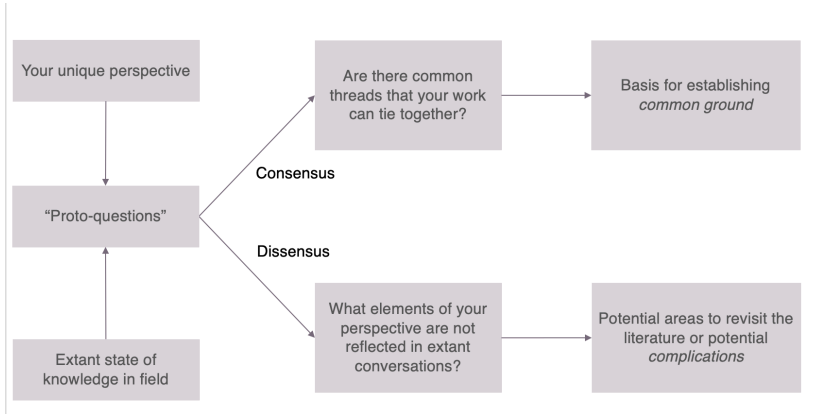 Your unique perspective
Are there common
threads that your work
can tie together?
Basis for establishing
common ground
Consensus
“Proto-questions”
Dissensus
What elements of your
perspective are not
reflected in extant
conversations?
Potential areas to revisit the
literature or potential
complications
Extant state of
knowledge in field